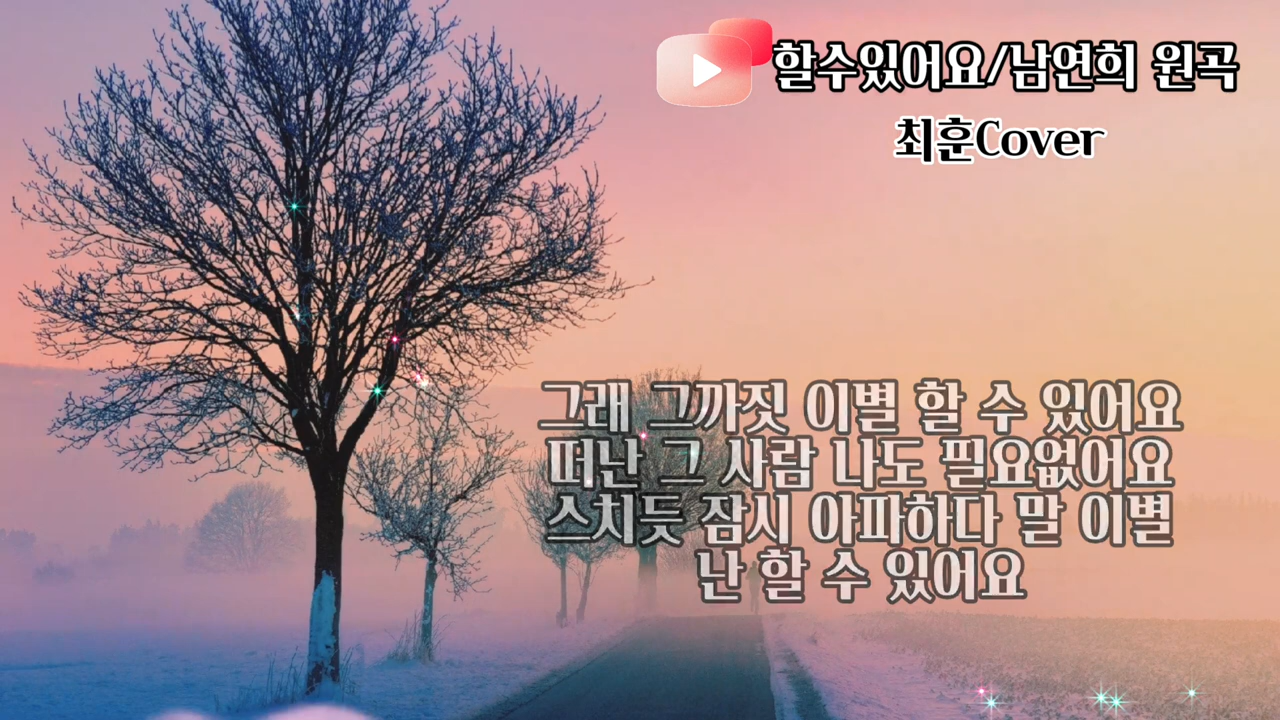 할수있어요/남연희 원곡
최훈Cover
그래 그까짓 이별 할 수 있어요
떠난 그 사람 나도 필요없어요
스치듯 잠시 아파하다 말 이별
난 할 수 있어요